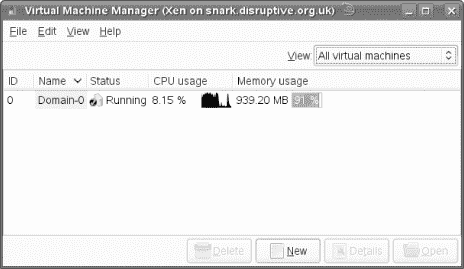 Virtual Machine Manager (Xen on snark.disruptive.org.uk)
File Edit View Help
View: All virtual machines
ID Name Status CPU usage Memory usage
0 Domain-0 Running 8.15 % 939.20 MB 91 %
Delete New Details Open